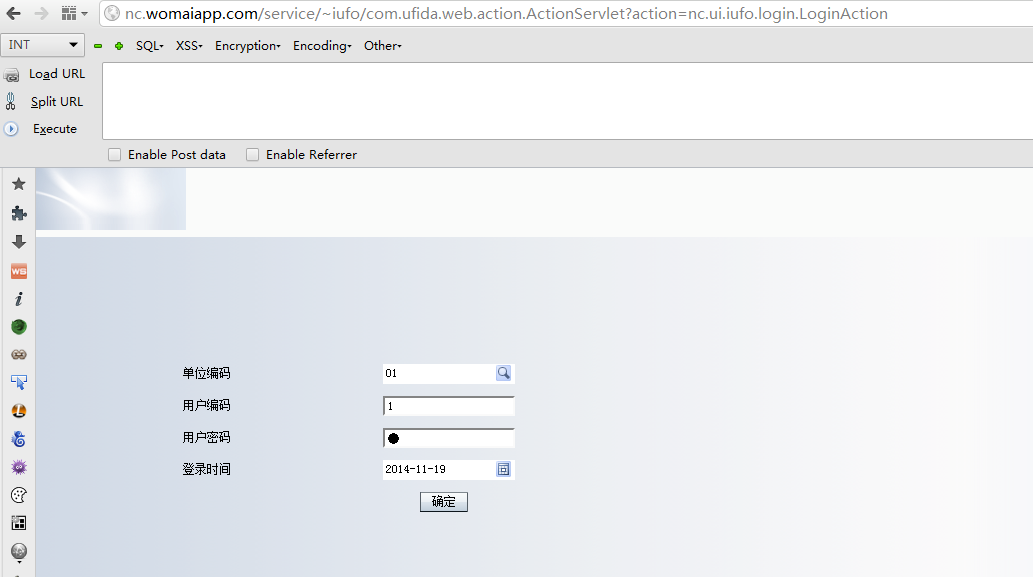 nc.womaiapp.com/service/~iufo/com.ufida.web.action.ActionServlet?action=nc.ui.iufo.login.LoginAction
INT SQL XSS Encryption Encoding Other
Load URL
Split URL
Execute
Enable Post data Enable Referrer
WS
单位编码 01
用户编码 1
用户密码
登录时间 2014-11-19
确定